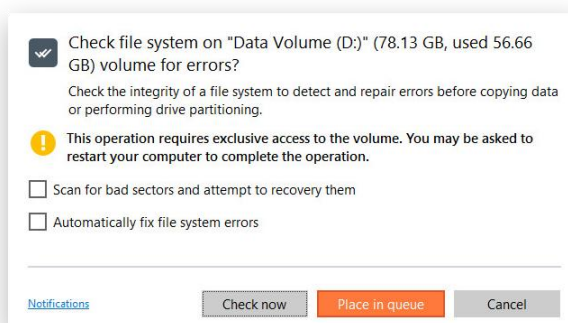 Check file system on "Data Volume (D:)" (78.13 GB, used 56.66
GB) volume for errors?
Check the integrity of a file system to detect and repair errors before copying data
or performing drive partitioning.
This operation requires exclusive access to the volume. You may be asked to
restart your computer to complete the operation.
Scan for bad sectors and attempt to recovery them
Automatically fix file system errors
Notifications Check now Place in queue Cancel